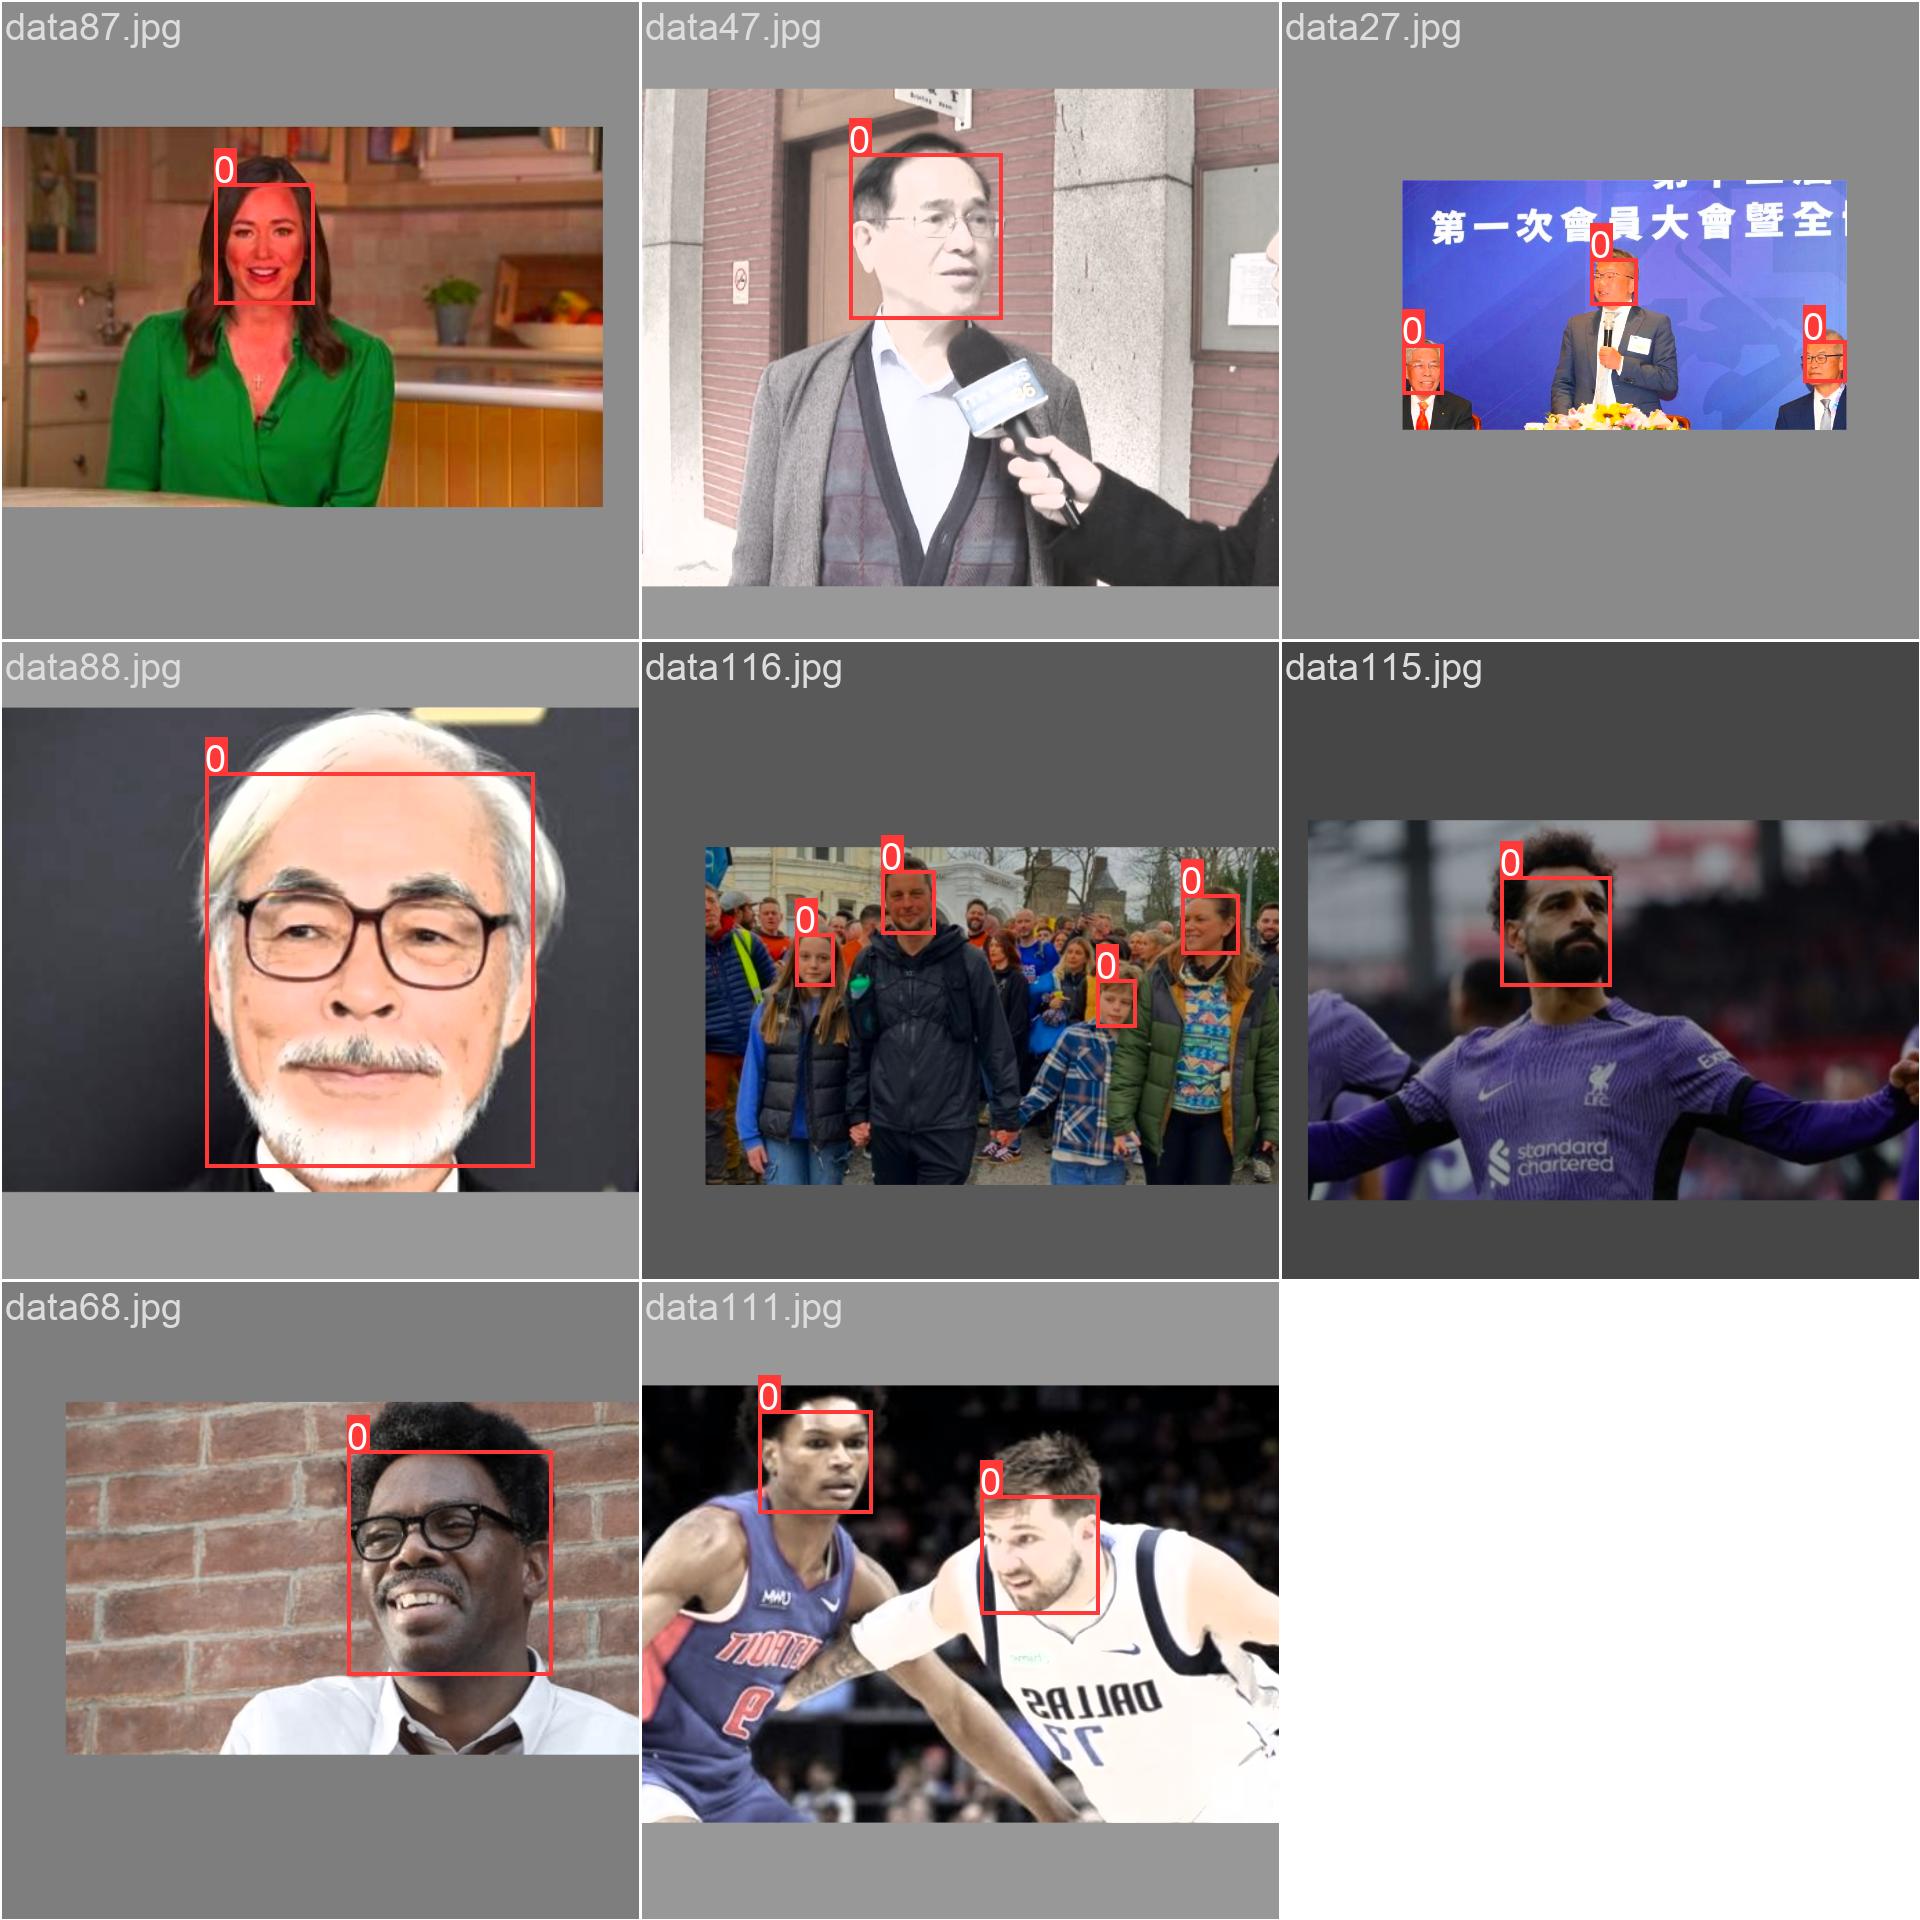 data87.jpg
0
data47.jpg
0
data27.jpg
第一次會員大會暨全
0
0
0
data88.jpg
0
data116.jpg
0
0
0
0
data115.jpg
0
LFC
standard
chartered
data68.jpg
0
data111.jpg
0
0
MWU
9
DALLAS
77